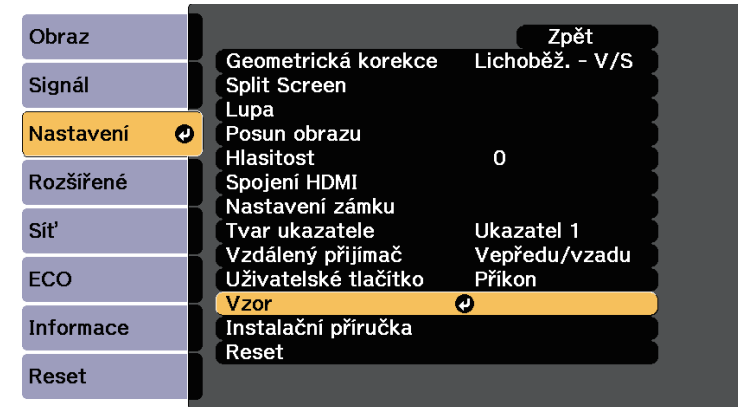 Obraz
Signál
Nastavení
Rozšířené
Síť
ECO
Informace
Reset
Zpět
Geometrická korekce Lichoběž. - V/S
Split Screen
Lupa
Posun obrazu
Hlasitost 0
Spojení HDMI
Nastavení zámku
Tvar ukazatele Ukazatel 1
Vzdálený přijímač Vepředu/vzadu
Uživatelské tlačítko Příkon
Vzor
Instalační příručka
Reset